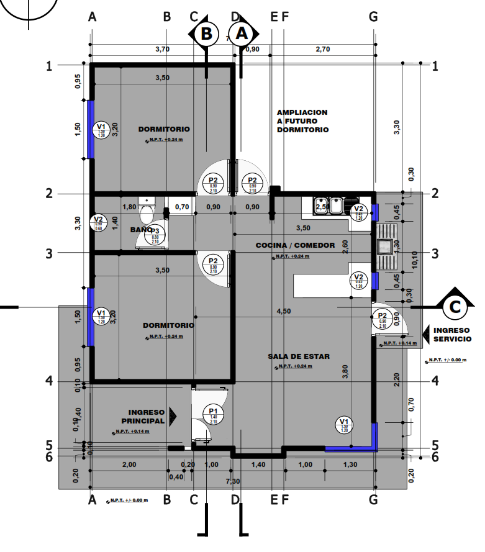 A B C D E F G
B A
3,70 0,90 2,70
1 1
0,95 3,50
AMPLIACION
A FUTURO
DORMITORIO
V1
1,50 3,20 3,30
DORMITORIO
N.P.T. +0.24 m
P2 P2
0,30
2 2
1,80 0,70 0,90 0,90 2,50 V2
0,45
V2 1,40
3,30 BAÑO P3
3,50
COCINA / COMEDOR
N.P.T. +0.24 m
2,60 1,30
10,10
3 3
3,50 P2
V2
0,45
0,30
V1
1,50 3,20
4,50
C
P2
0,90
DORMITORIO
N.P.T. +0.24 m
INGRESO
SERVICIO
N.P.T. +0.14 m
N.P.T. +/- 0.00 m
0,95
SALA DE ESTAR
N.P.T. +0.24 m
3,80
2,20
4 4
0,10
1,40
INGRESO
PRINCIPAL
N.P.T. +0.14 m
P1
V1
0,70
5 5
6 6
0,20 2,00 0,20 1,00 1,40 1,00 1,30 0,20
0,40 7,30
A B C D E F G
N.P.T. +/- 0.00 m